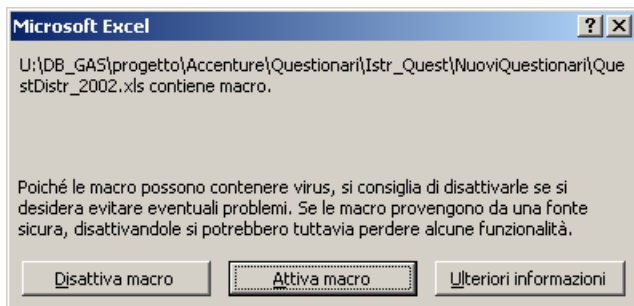 Microsoft Excel
U:\DB_GAS\progetto\Accenture\Questionari\Istr_Quest\NuoviQuestionari\Que
stDistr_2002.xls contiene macro.
Poiché le macro possono contenere virus, si consiglia di disattivarle se si
desidera evitare eventuali problemi. Se le macro provengono da una fonte
sicura, disattivandole si potrebbero tuttavia perdere alcune funzionalità.
Disattiva macro Attiva macro Ulteriori informazioni